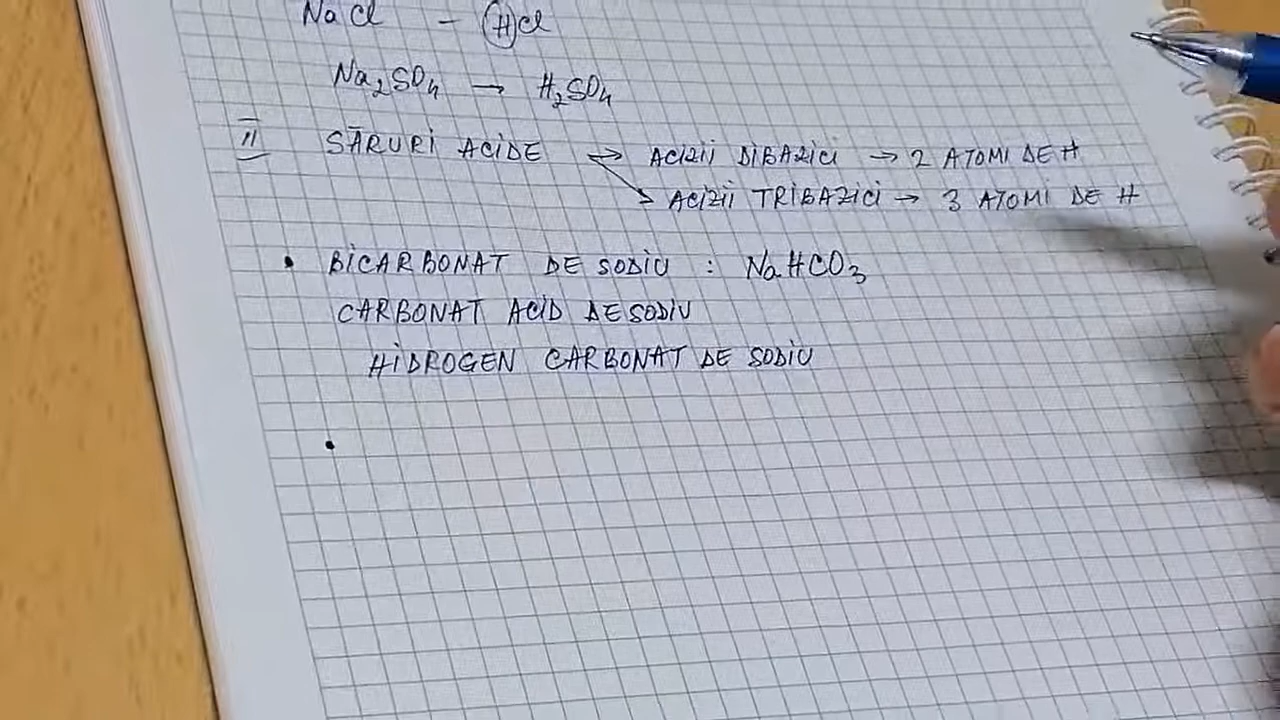 NaCl – HCl
Na₂SO₄ → H₂SO₄
II SĂRURI ACIDE → ACIZII DIBAZICI → 2 ATOMI DE H
→ ACIZII TRIBAZICI → 3 ATOMI DE H
• BICARBONAT DE SODIU : NaHCO₃
CARBONAT ACID DE SODIU
HIDROGEN CARBONAT DE SODIU
•